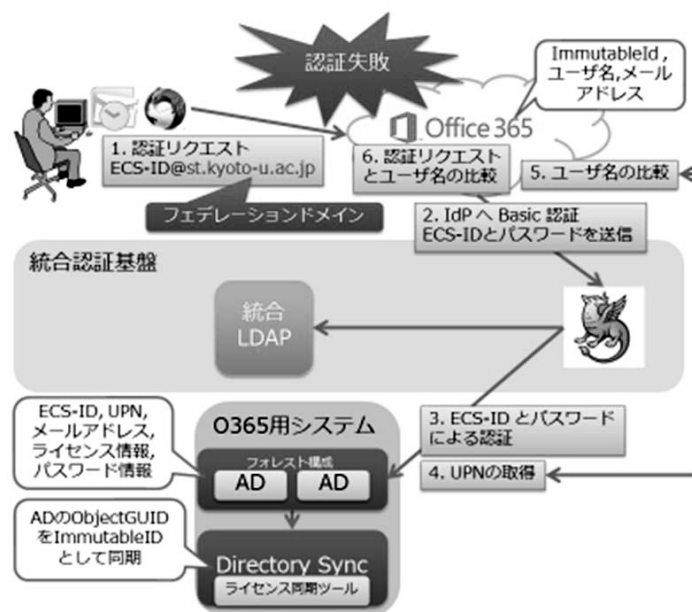 認証失敗
ImmutableId ,
ユーザ名,メール
アドレス
Office 365
1. 認証リクエスト
ECS-ID@st.kyoto-u.ac.jp
6. 認証リクエスト
とユーザ名の比較
5. ユーザ名の比較
フェデレーションドメイン
2. IdP へ Basic 認証
ECS-IDとパスワードを送信
統合認証基盤
統合
LDAP
ECS-ID, UPN,
メールアドレス,
ライセンス情報,
パスワード情報
O365用システム
フォレスト構成
AD
AD
3. ECS-ID とパスワード
による認証
4. UPNの取得
ADのObjectGUID
をImmutableID
として同期
Directory Sync
ライセンス同期ツール